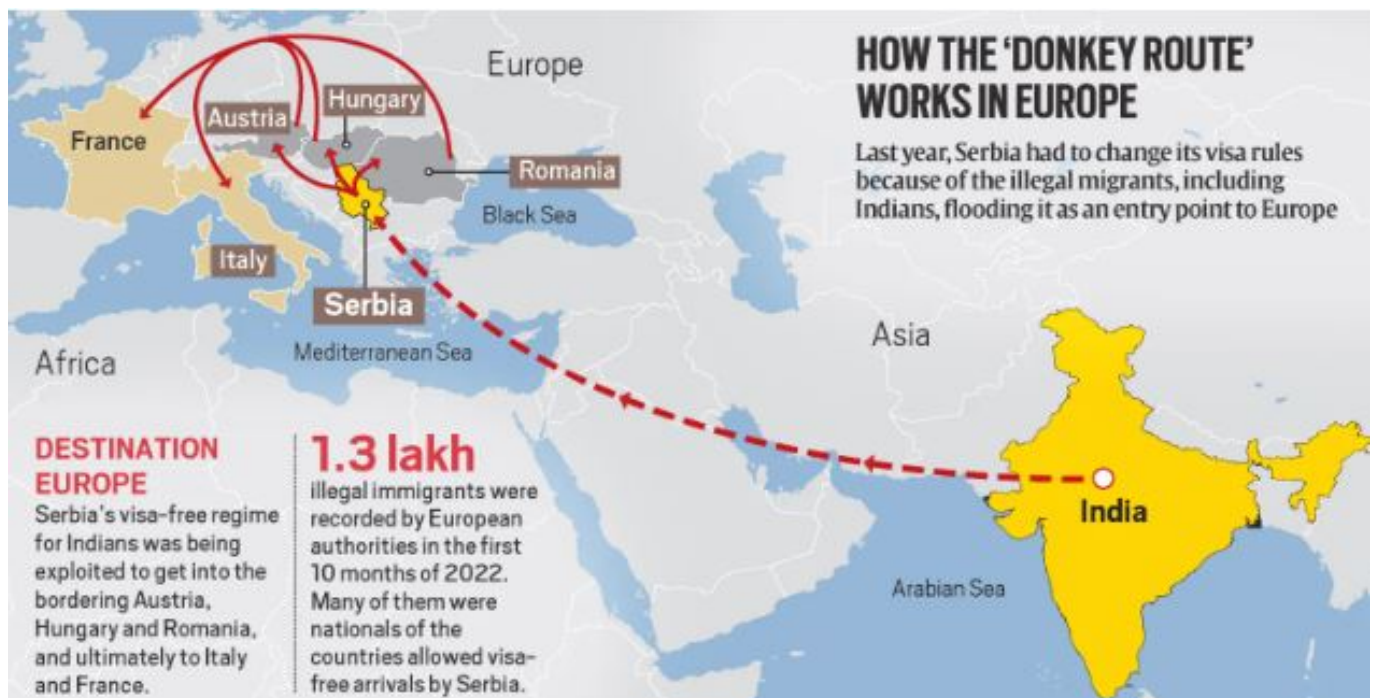 HOW THE ‘DONKEY ROUTE’
WORKS IN EUROPE
Last year, Serbia had to change its visa rules
because of the illegal migrants, including
Indians, flooding it as an entry point to Europe
Europe
Hungary
Austria
France
Romania
Black Sea
Italy
Serbia
Mediterranean Sea
Africa
Asia
India
Arabian Sea
DESTINATION
EUROPE
Serbia’s visa-free regime
for Indians was being
exploited to get into the
bordering Austria,
Hungary and Romania,
and ultimately to Italy
and France.
1.3 lakh
illegal immigrants were
recorded by European
authorities in the first
10 months of 2022.
Many of them were
nationals of the
countries allowed visa-
free arrivals by Serbia.